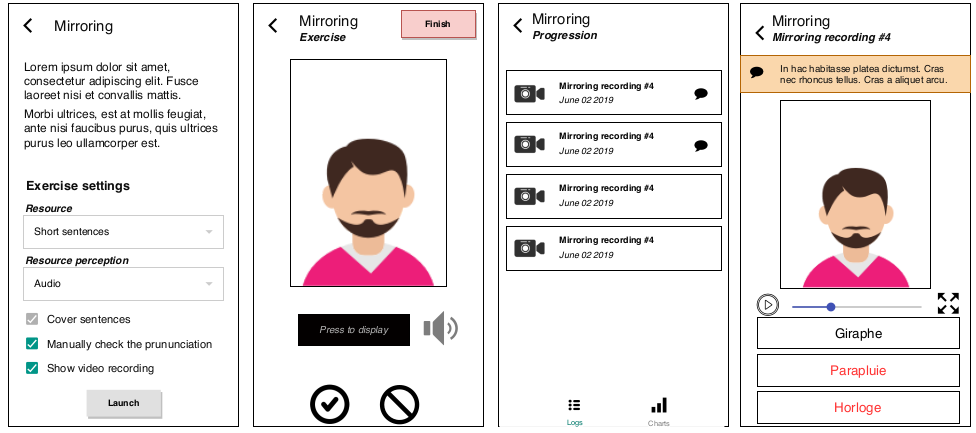 Mirroring
Lorem ipsum dolor sit amet,
consectetur adipiscing elit. Fusce
laoreet nisi et convallis mattis.
Morbi ultrices, est at mollis feugiat,
ante nisi faucibus purus, quis ultrices
purus leo ullamcorper est.
Exercise settings
Resource
Short sentences
Resource perception
Audio
Cover sentences
Manually check the prununciation
Show video recording
Launch
Mirroring
Exercise
Finish
Press to display
Mirroring
Progression
Mirroring recording #4
June 02 2019
Mirroring recording #4
June 02 2019
Mirroring recording #4
June 02 2019
Mirroring recording #4
June 02 2019
Logs
Charts
Mirroring
Mirroring recording #4
In hac habitasse platea dictumst. Cras
nec rhoncus tellus. Cras a aliquet arcu.
Giraphe
Parapluie
Horloge